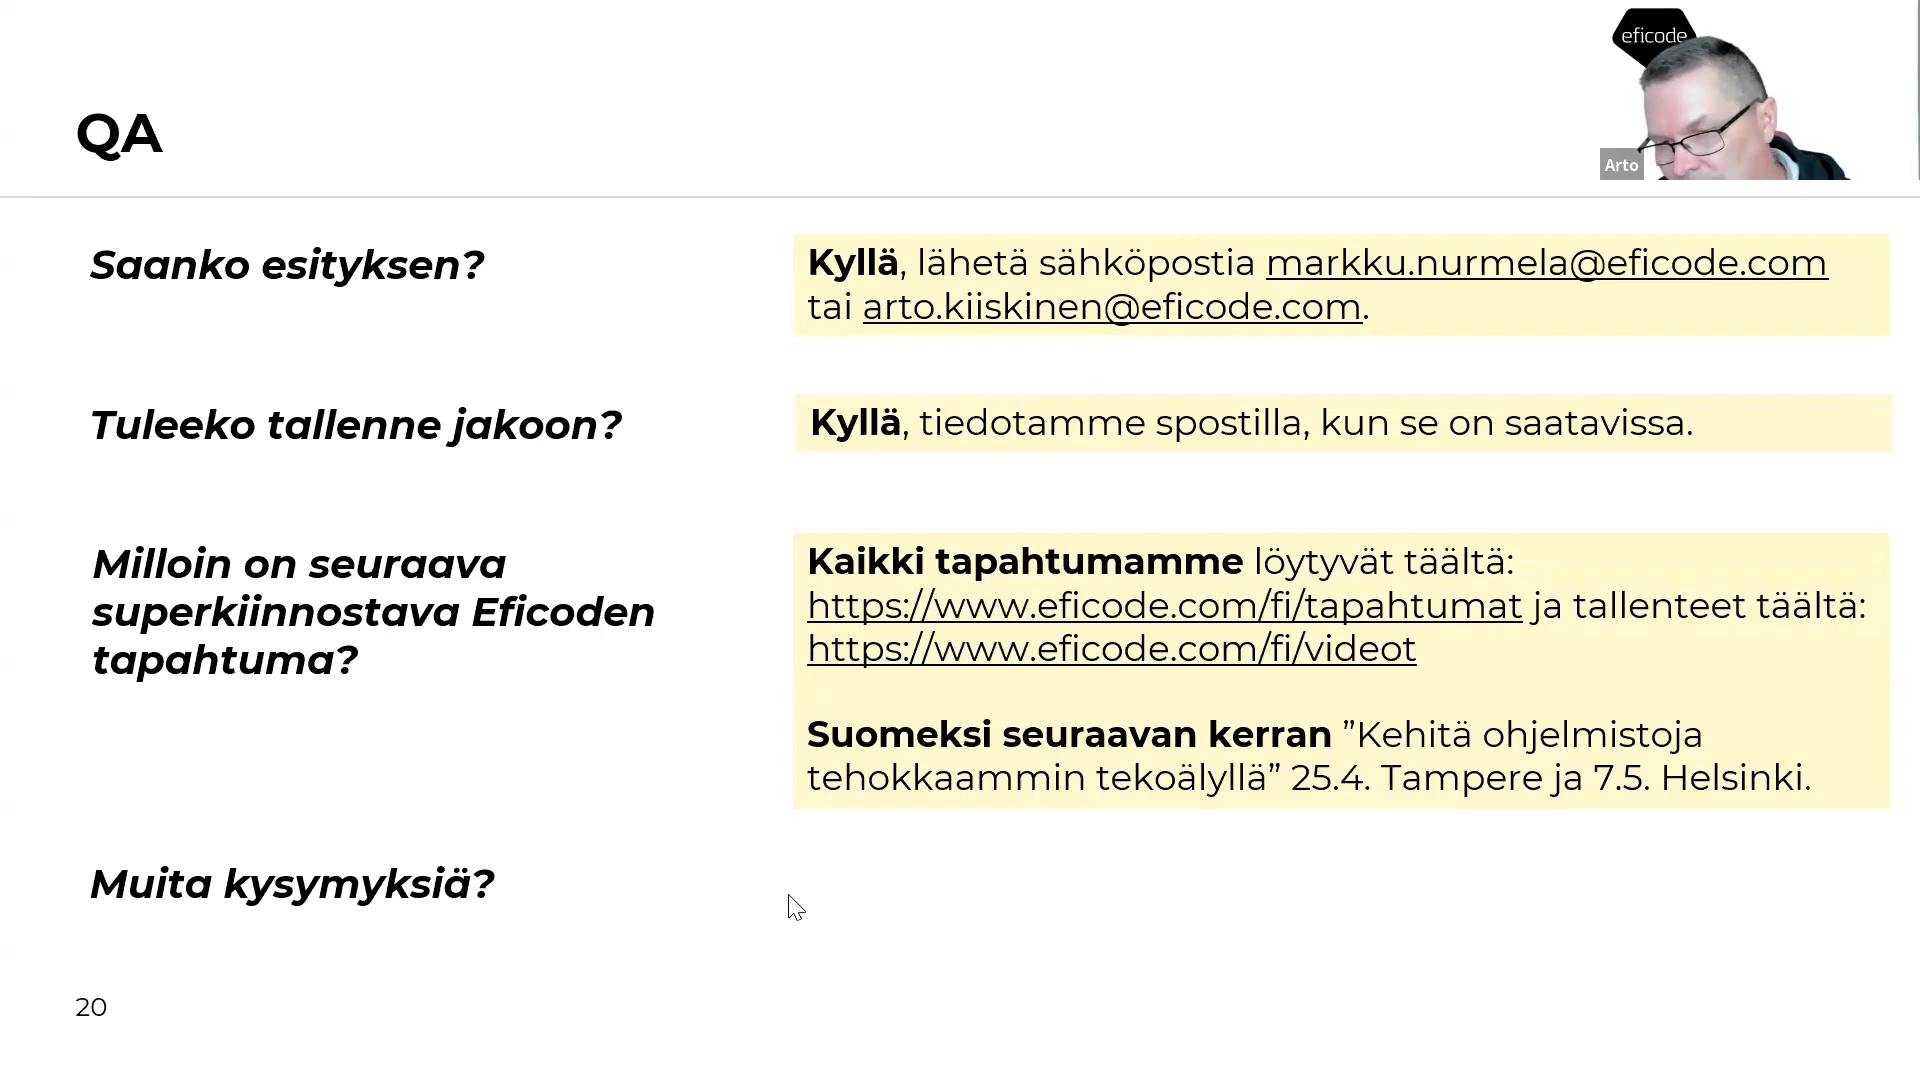 eficode
Arto
QA
Saanko esityksen?
Kyllä, lähetä sähköpostia markku.nurmela@eficode.com
tai arto.kiiskinen@eficode.com.
Tuleeko tallenne jakoon?
Kyllä, tiedotamme spostilla, kun se on saatavissa.
Milloin on seuraava
superkiinnostava Eficoden
tapahtuma?
Kaikki tapahtumamme löytyvät täältä:
https://www.eficode.com/fi/tapahtumat ja tallenteet täältä:
https://www.eficode.com/fi/videot
Suomeksi seuraavan kerran ”Kehitä ohjelmistoja
tehokkaammin tekoälyllä” 25.4. Tampere ja 7.5. Helsinki.
Muita kysymyksiä?
20